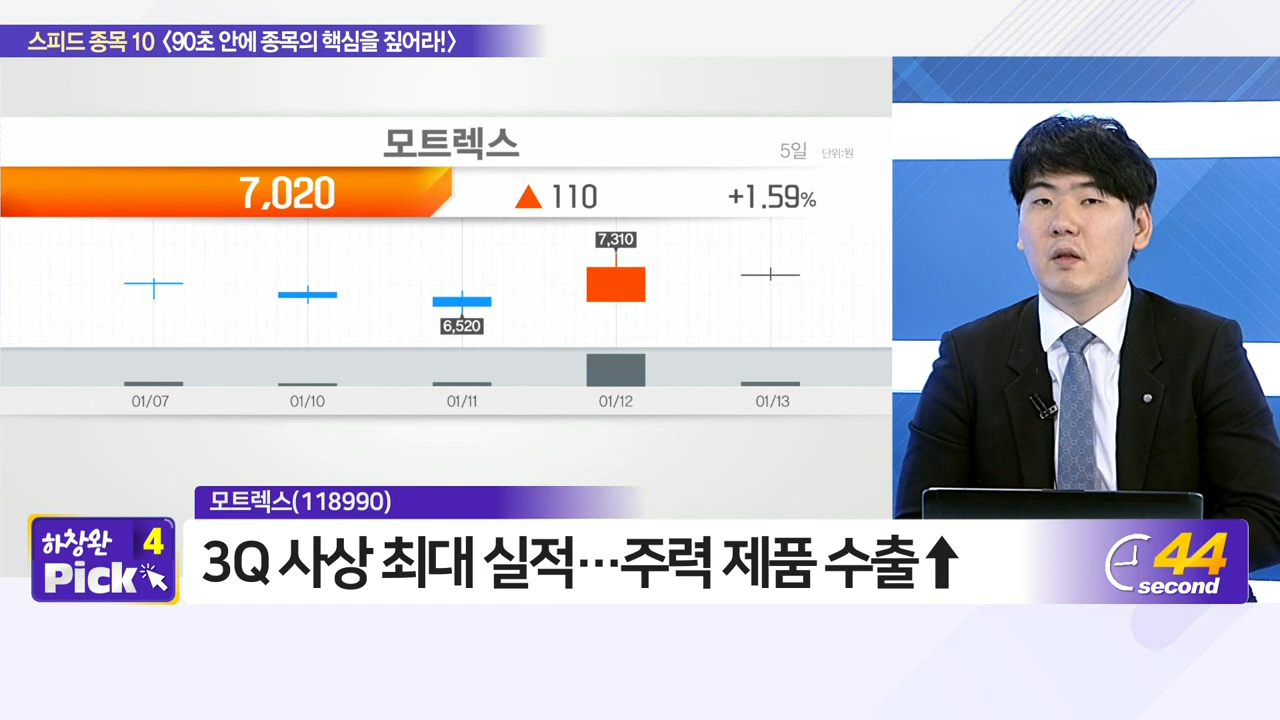 스피드 종목 10 〈90초 안에 종목의 핵심을 짚어라!〉
모트렉스
5일 단위:원
7,020 ▲ 110 +1.59%
7,310
6,520
01/07 01/10 01/11 01/12 01/13
모트렉스(118990)
하창완 4
Pick
3Q 사상 최대 실적…주력 제품 수출↑
44
second